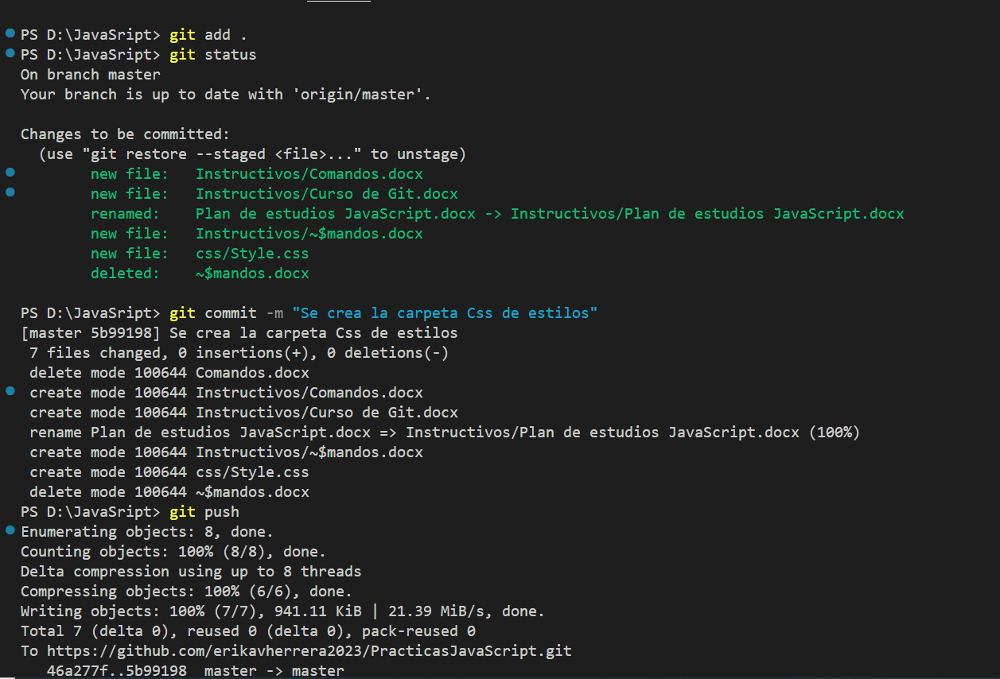 PS D:\JavaSript> git add .
PS D:\JavaSript> git status
On branch master
Your branch is up to date with 'origin/master'.
Changes to be committed:
  (use "git restore --staged <file>..." to unstage)
        new file:   Instructivos/Comandos.docx
        new file:   Instructivos/Curso de Git.docx
        renamed:    Plan de estudios JavaScript.docx -> Instructivos/Plan de estudios JavaScript.docx
        new file:   Instructivos/~$mandos.docx
        new file:   css/Style.css
        deleted:    ~$mandos.docx
PS D:\JavaSript> git commit -m "Se crea la carpeta Css de estilos"
[master 5b99198] Se crea la carpeta Css de estilos
 7 files changed, 0 insertions(+), 0 deletions(-)
 delete mode 100644 Comandos.docx
 create mode 100644 Instructivos/Comandos.docx
 create mode 100644 Instructivos/Curso de Git.docx
 rename Plan de estudios JavaScript.docx => Instructivos/Plan de estudios JavaScript.docx (100%)
 create mode 100644 Instructivos/~$mandos.docx
 create mode 100644 css/Style.css
 delete mode 100644 ~$mandos.docx
PS D:\JavaSript> git push
Enumerating objects: 8, done.
Counting objects: 100% (8/8), done.
Delta compression using up to 8 threads
Compressing objects: 100% (6/6), done.
Writing objects: 100% (7/7), 941.11 KiB | 21.39 MiB/s, done.
Total 7 (delta 0), reused 0 (delta 0), pack-reused 0
To https://github.com/erikavherrera2023/PracticasJavaScript.git
   46a277f..5b99198  master -> master